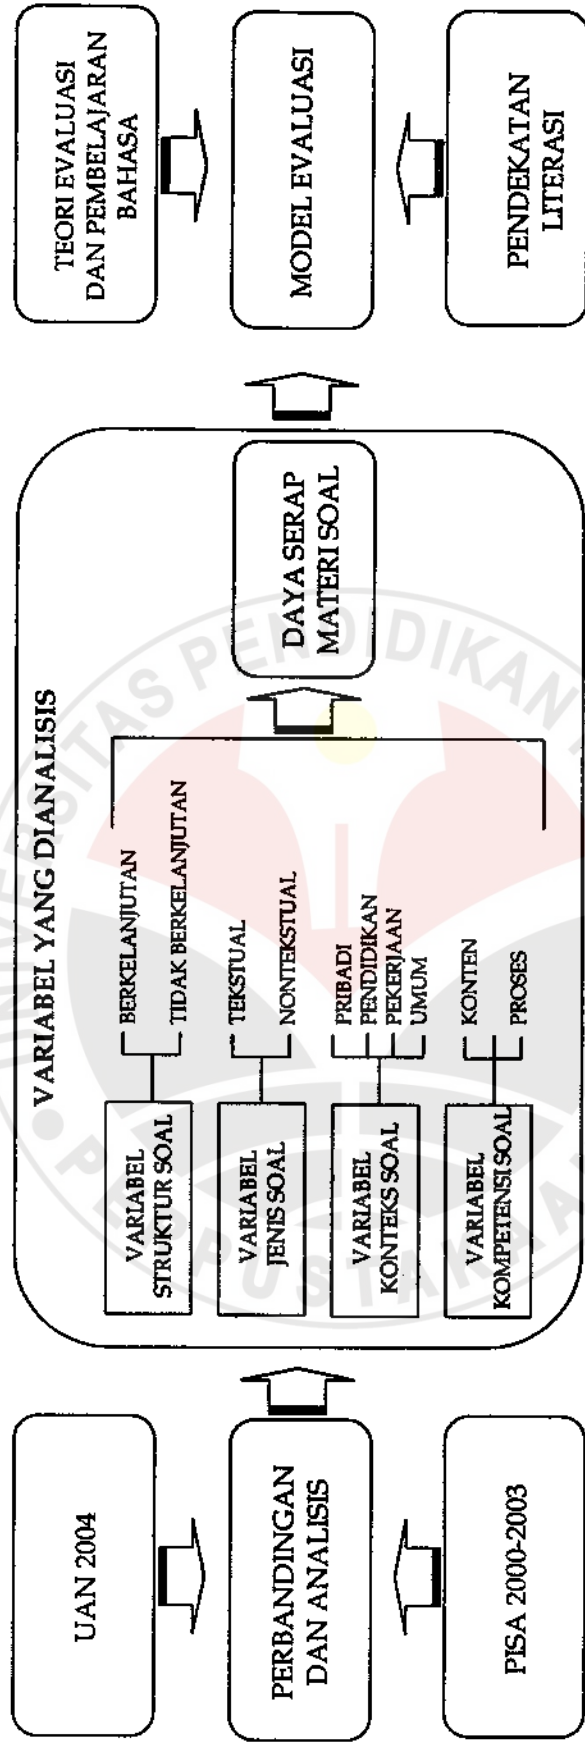 UAN 2004
PERBANDINGAN
DAN ANALISIS
PISA 2000-2003
VARIABEL YANG DIANALISIS
VARIABEL
STRUKTUR SOAL
BERKELANJUTAN
TIDAK BERKELANJUTAN
VARIABEL
JENIS SOAL
TEKSTUAL
NONTEKSTUAL
VARIABEL
KONTEKS SOAL
PRIBADI
PENDIDIKAN
PEKERJAAN
UMUM
VARIABEL
KOMPETENSI SOAL
KONTEN
PROSES
DAYA SERAP
MATERI SOAL
TEORI EVALUASI
DAN PEMBELAJARAN
BAHASA
MODEL EVALUASI
PENDEKATAN
LITERASI
PENDIDIKAN